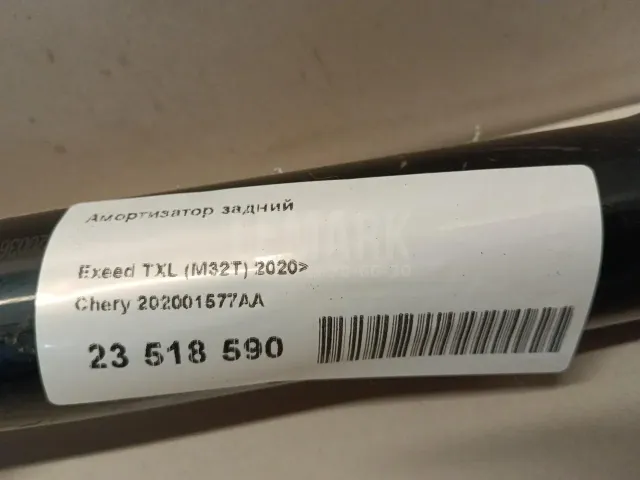 Амортизатор задний
Exeed TXL (M32T) 2020>
Chery 202001577AA
23 518 590